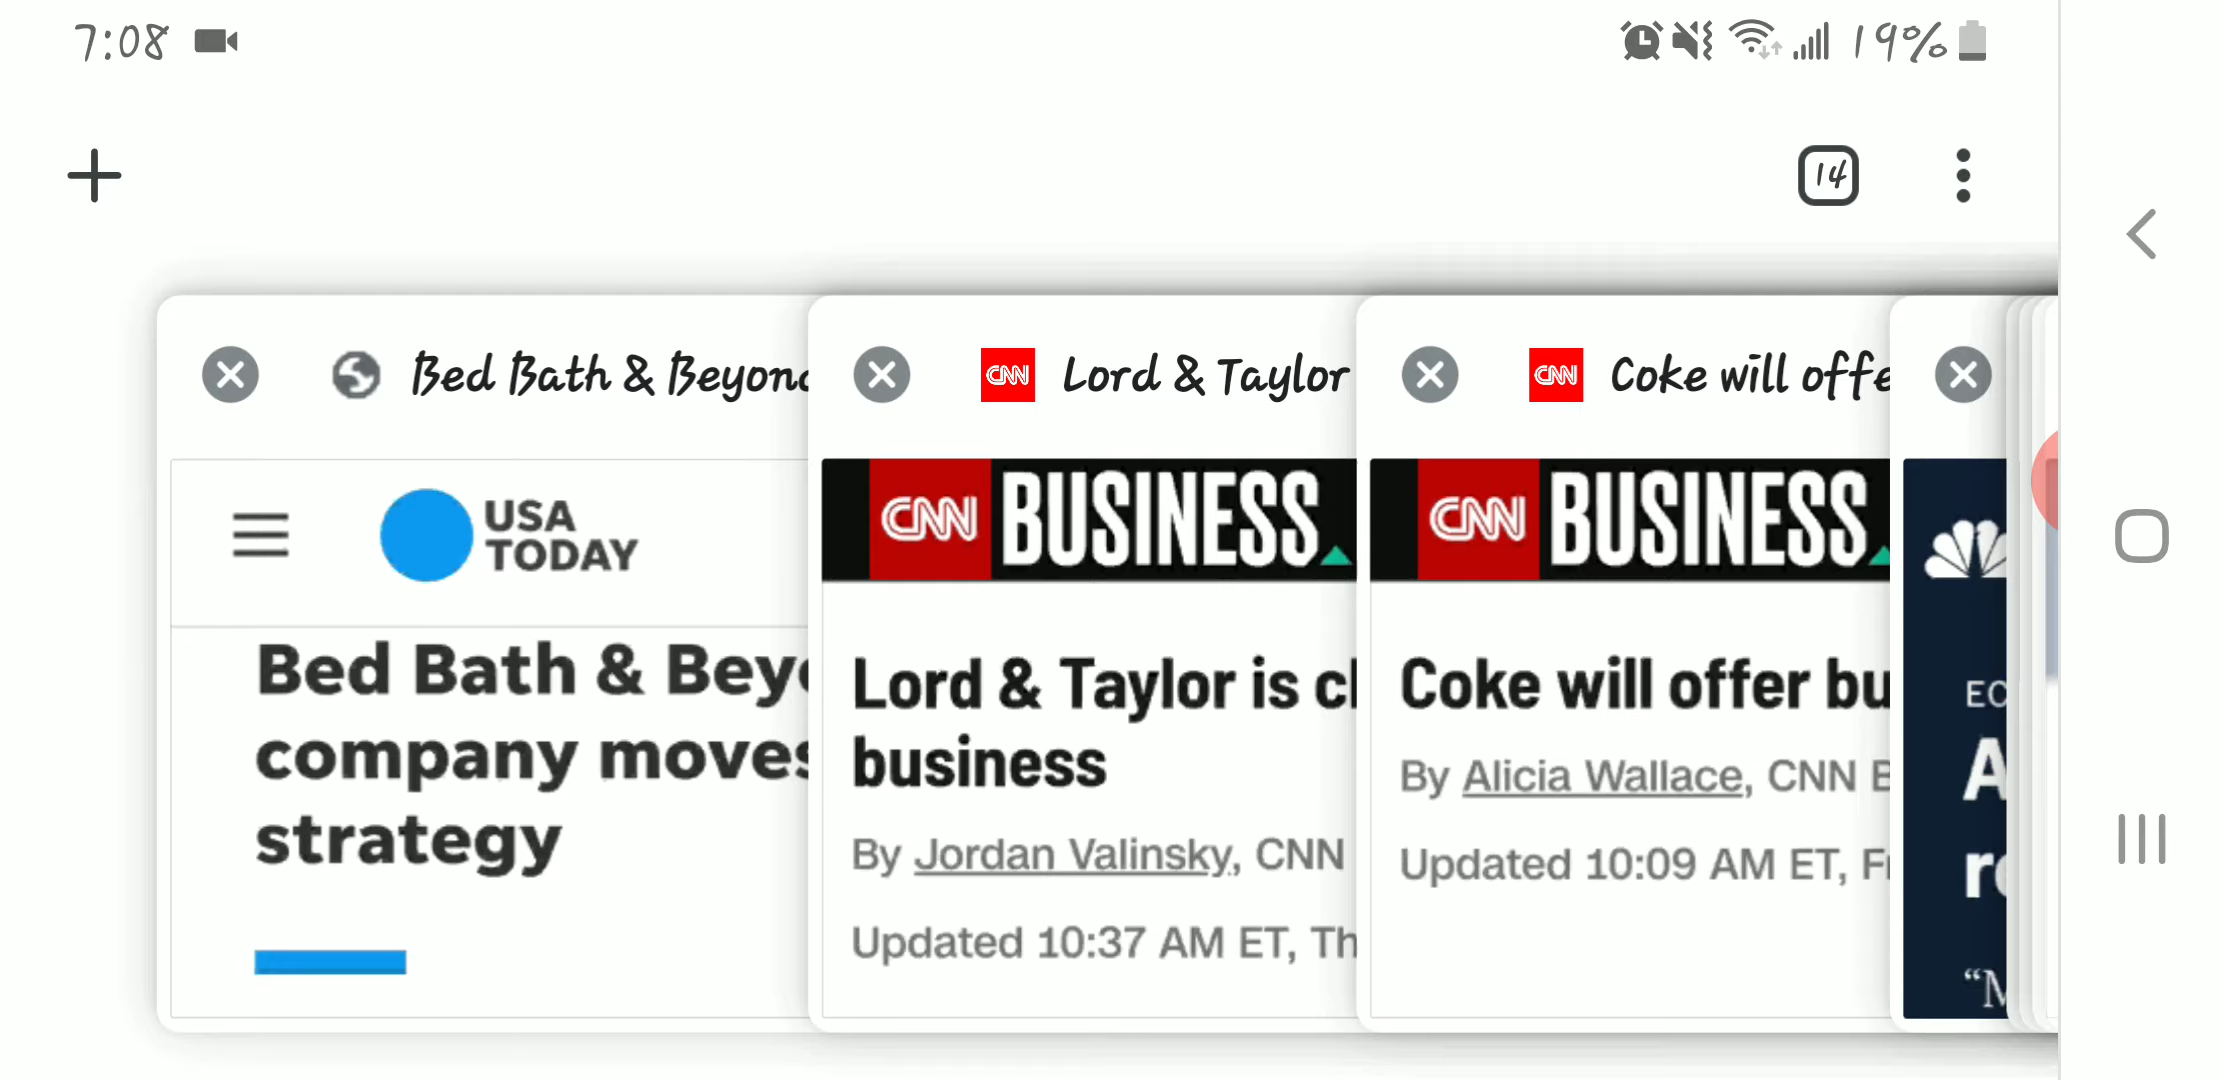 7:08
19%
14
Bed Bath & Beyond
USA
TODAY
Bed Bath & Bey
company moves
strategy
Lord & Taylor
CNN BUSINESS
Lord & Taylor is cl
business
By Jordan Valinsky, CNN
Updated 10:37 AM ET, Th
Coke will offe
CNN BUSINESS
Coke will offer bu
By Alicia Wallace, CNN B
Updated 10:09 AM ET, F
EC
A
re
“M